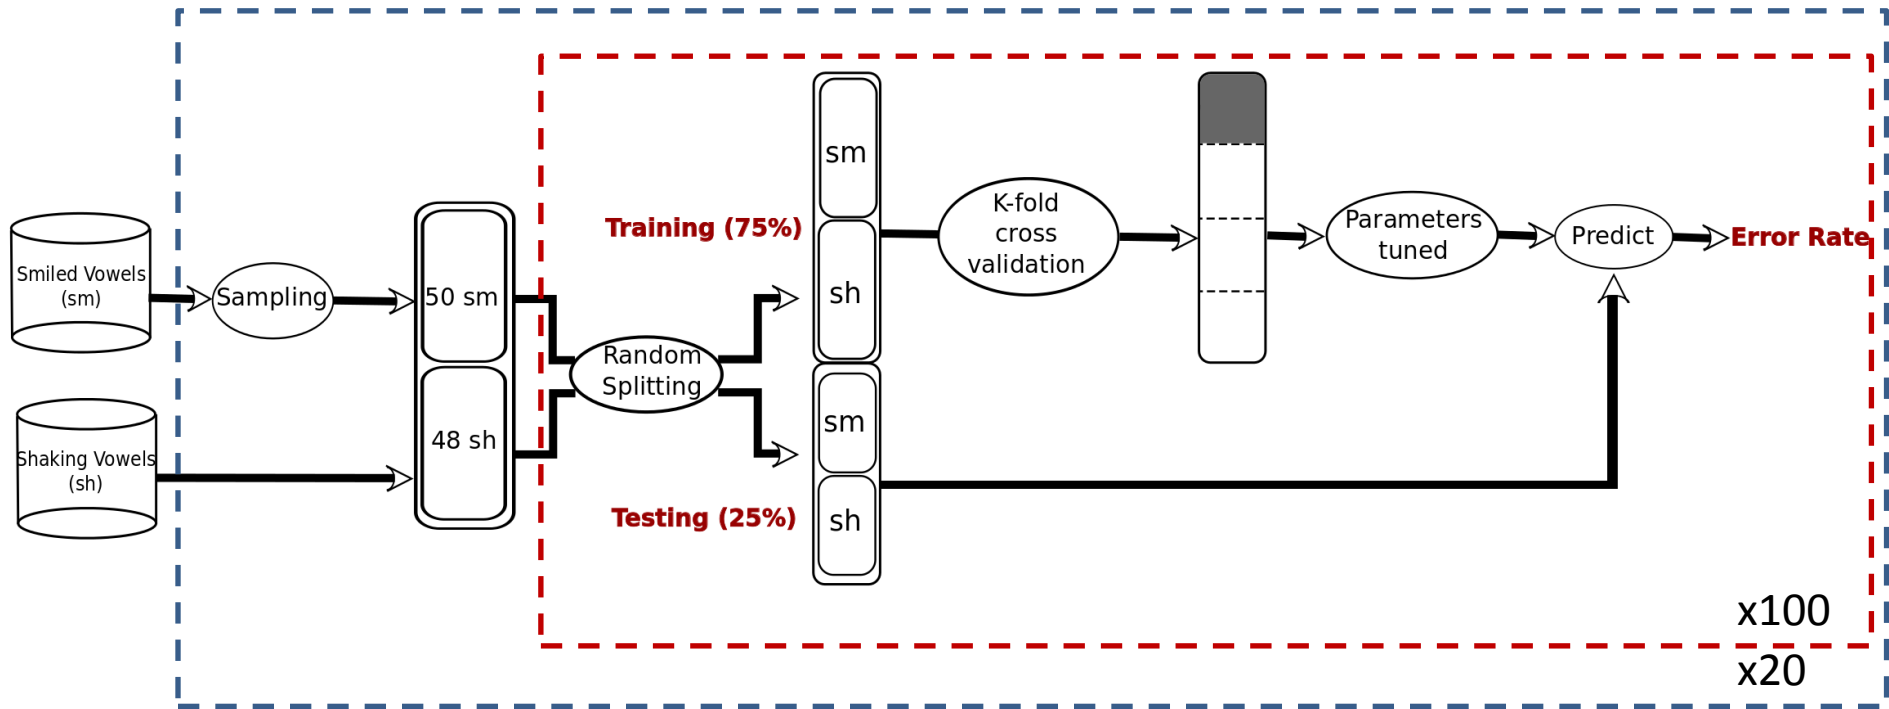 Smiled Vowels
(sm)
Shaking Vowels
(sh)
Sampling
50 sm
48 sh
Random
Splitting
Training (75%)
Testing (25%)
sm
sh
sm
sh
K-fold
cross
validation
Parameters
tuned
Predict
Error Rate
x100
x20